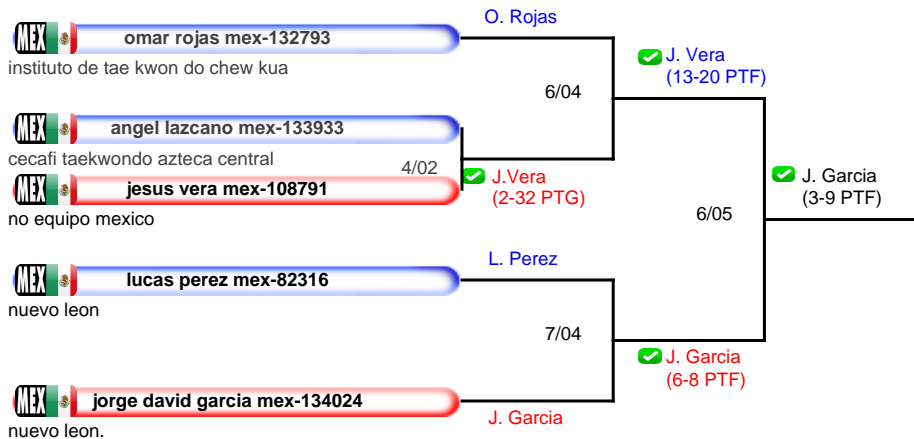 O. Rojas
MEX omar rojas mex-132793
instituto de tae kwon do chew kua
J. Vera
(13-20 PTF)
6/04
MEX angel lazcano mex-133933
cecafi taekwondo azteca central
4/02
J.Vera
(2-32 PTG)
MEX jesus vera mex-108791
no equipo mexico
J. Garcia
(3-9 PTF)
6/05
L. Perez
MEX lucas perez mex-82316
nuevo leon
7/04
J. Garcia
(6-8 PTF)
MEX jorge david garcia mex-134024
J. Garcia
nuevo leon.